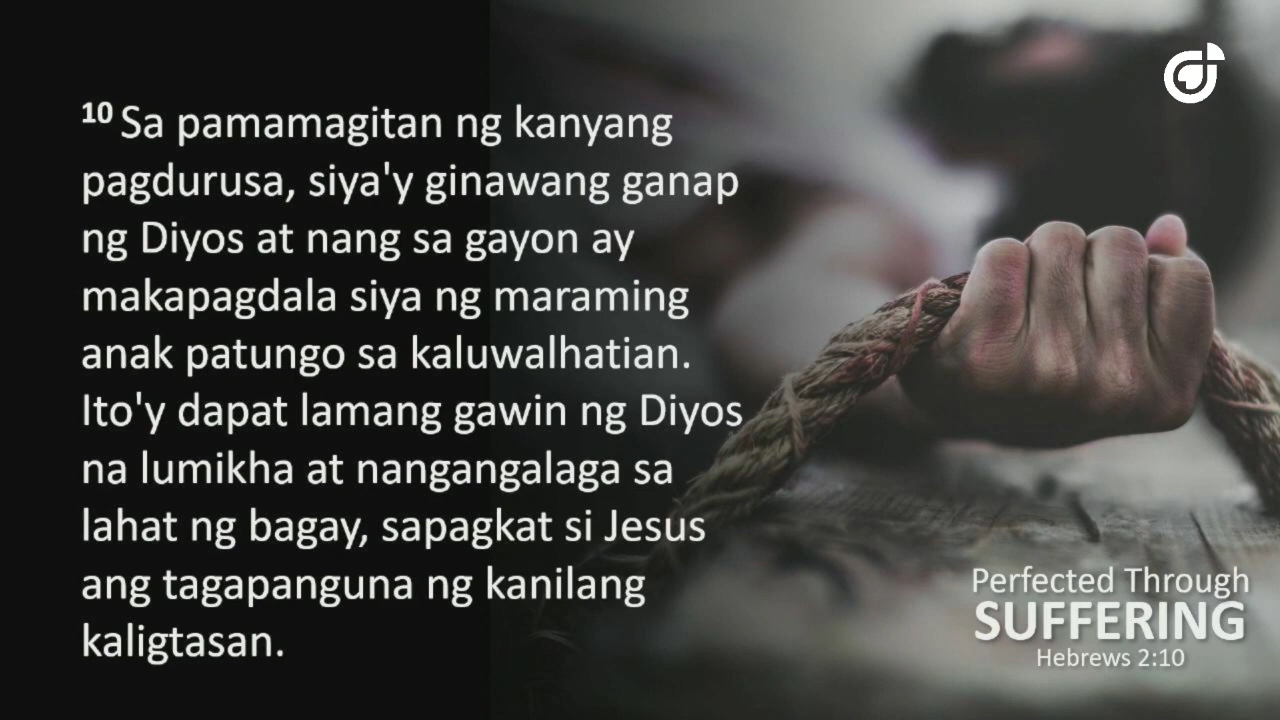 10 Sa pamamagitan ng kanyang
pagdurusa, siya'y ginawang ganap
ng Diyos at nang sa gayon ay
makapagdala siya ng maraming
anak patungo sa kaluwalhatian.
Ito'y dapat lamang gawin ng Diyos
na lumikha at nangangalaga sa
lahat ng bagay, sapagkat si Jesus
ang tagapanguna ng kanilang
kaligtasan.
Perfected Through
SUFFERING
Hebrews 2:10